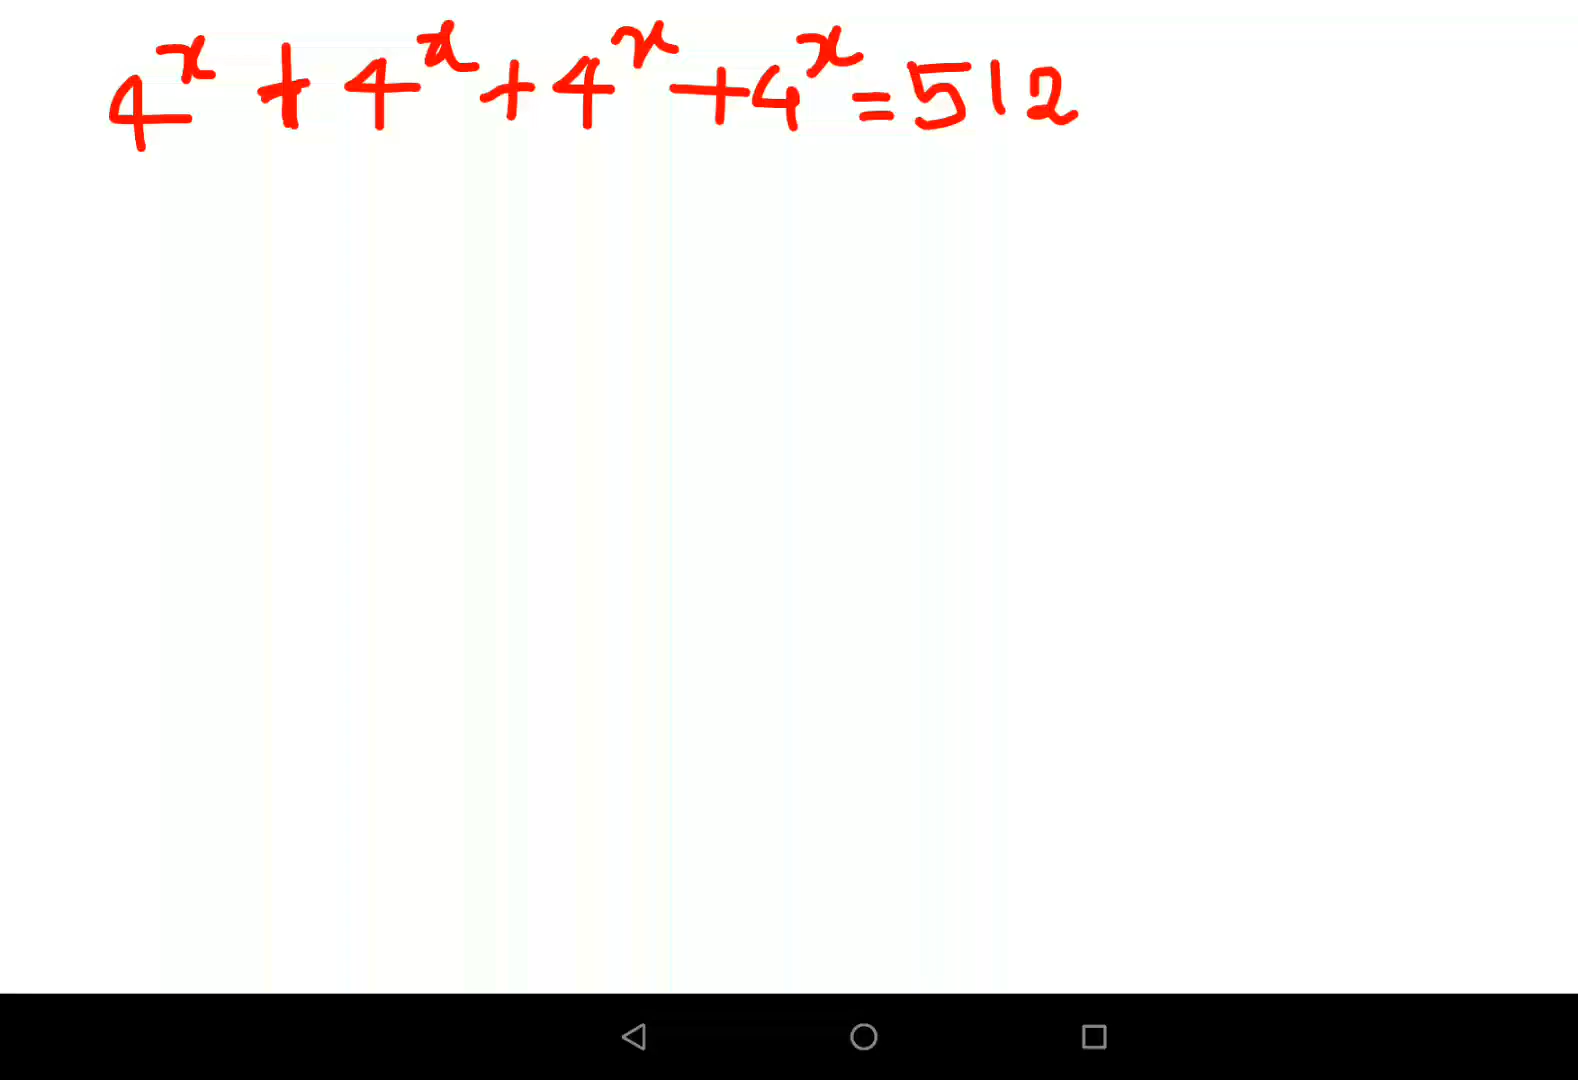 4^x + 4^x + 4^x + 4^x = 512